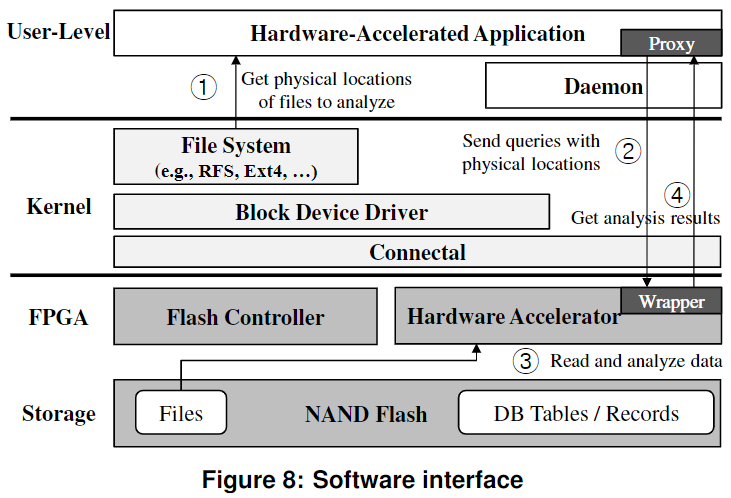 User-Level
Hardware-Accelerated Application
Proxy
① Get physical locations
of files to analyze
Daemon
File System
(e.g., RFS, Ext4, …)
Send queries with
physical locations ②
Kernel
Block Device Driver
④
Get analysis results
Connectal
FPGA
Flash Controller
Hardware Accelerator
Wrapper
③ Read and analyze data
Storage
Files
NAND Flash
DB Tables / Records
Figure 8: Software interface